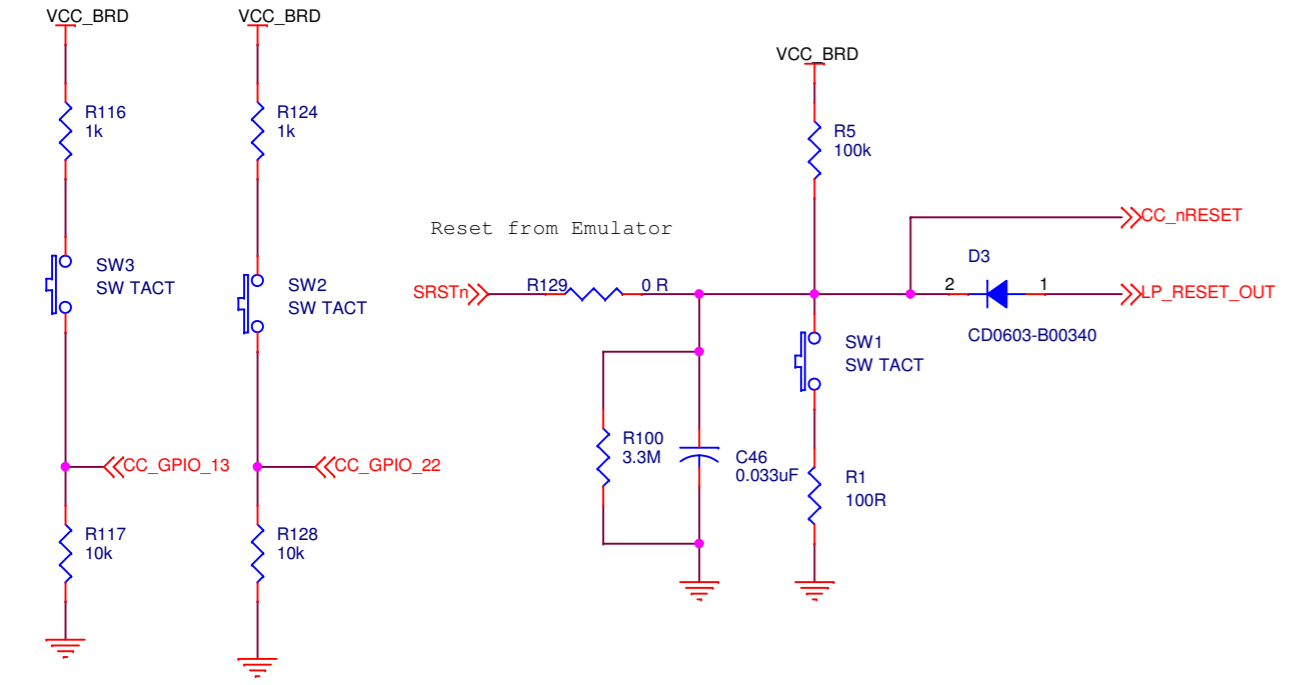 VCC_BRD
VCC_BRD
VCC_BRD
R116
1k
R124
1k
R5
100k
CC_nRESET
Reset from Emulator
D3
SW3
SW TACT
SW2
SW TACT
SRSTn
R129
0 R
2
1
LP_RESET_OUT
CD0603-B00340
SW1
SW TACT
R100
3.3M
C46
0.033uF
CC_GPIO_13
CC_GPIO_22
R1
100R
R117
10k
R128
10k